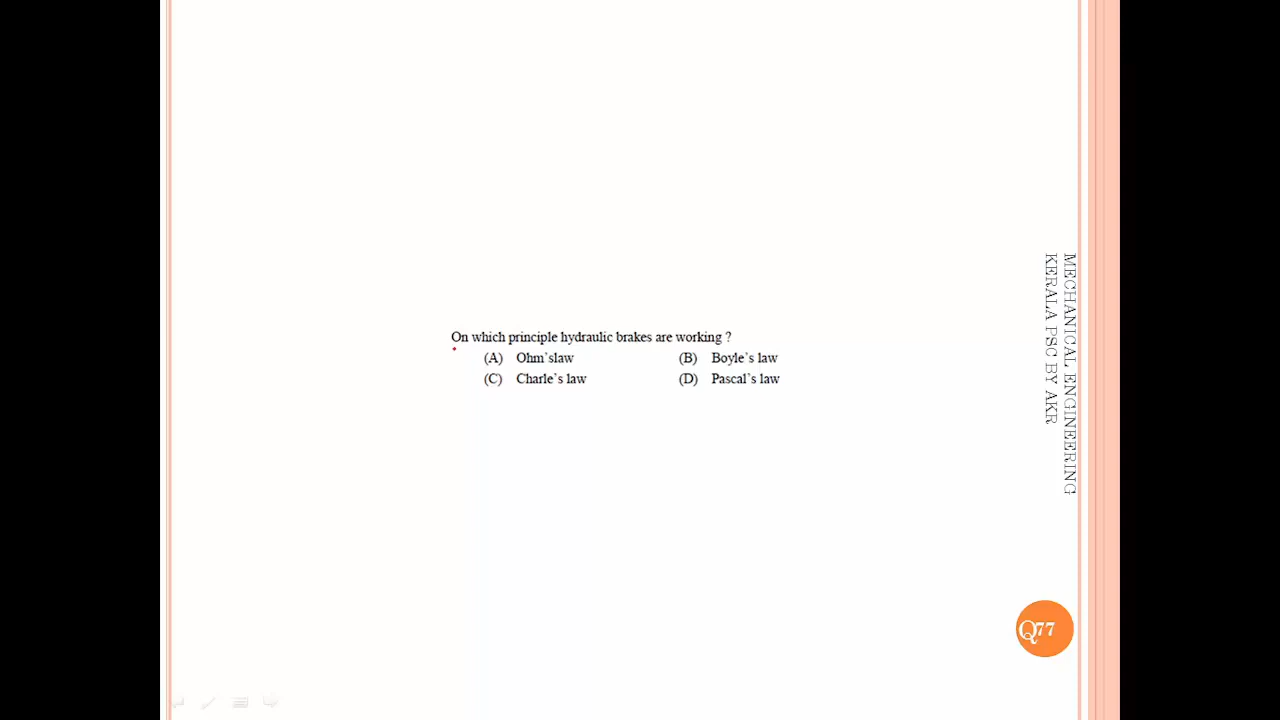 On which principle hydraulic brakes are working ?
(A) Ohm`slaw (B) Boyle`s law
(C) Charle`s law (D) Pascal`s law
MECHANICAL ENGINEERING
KERALA PSC BY AKR
Q77